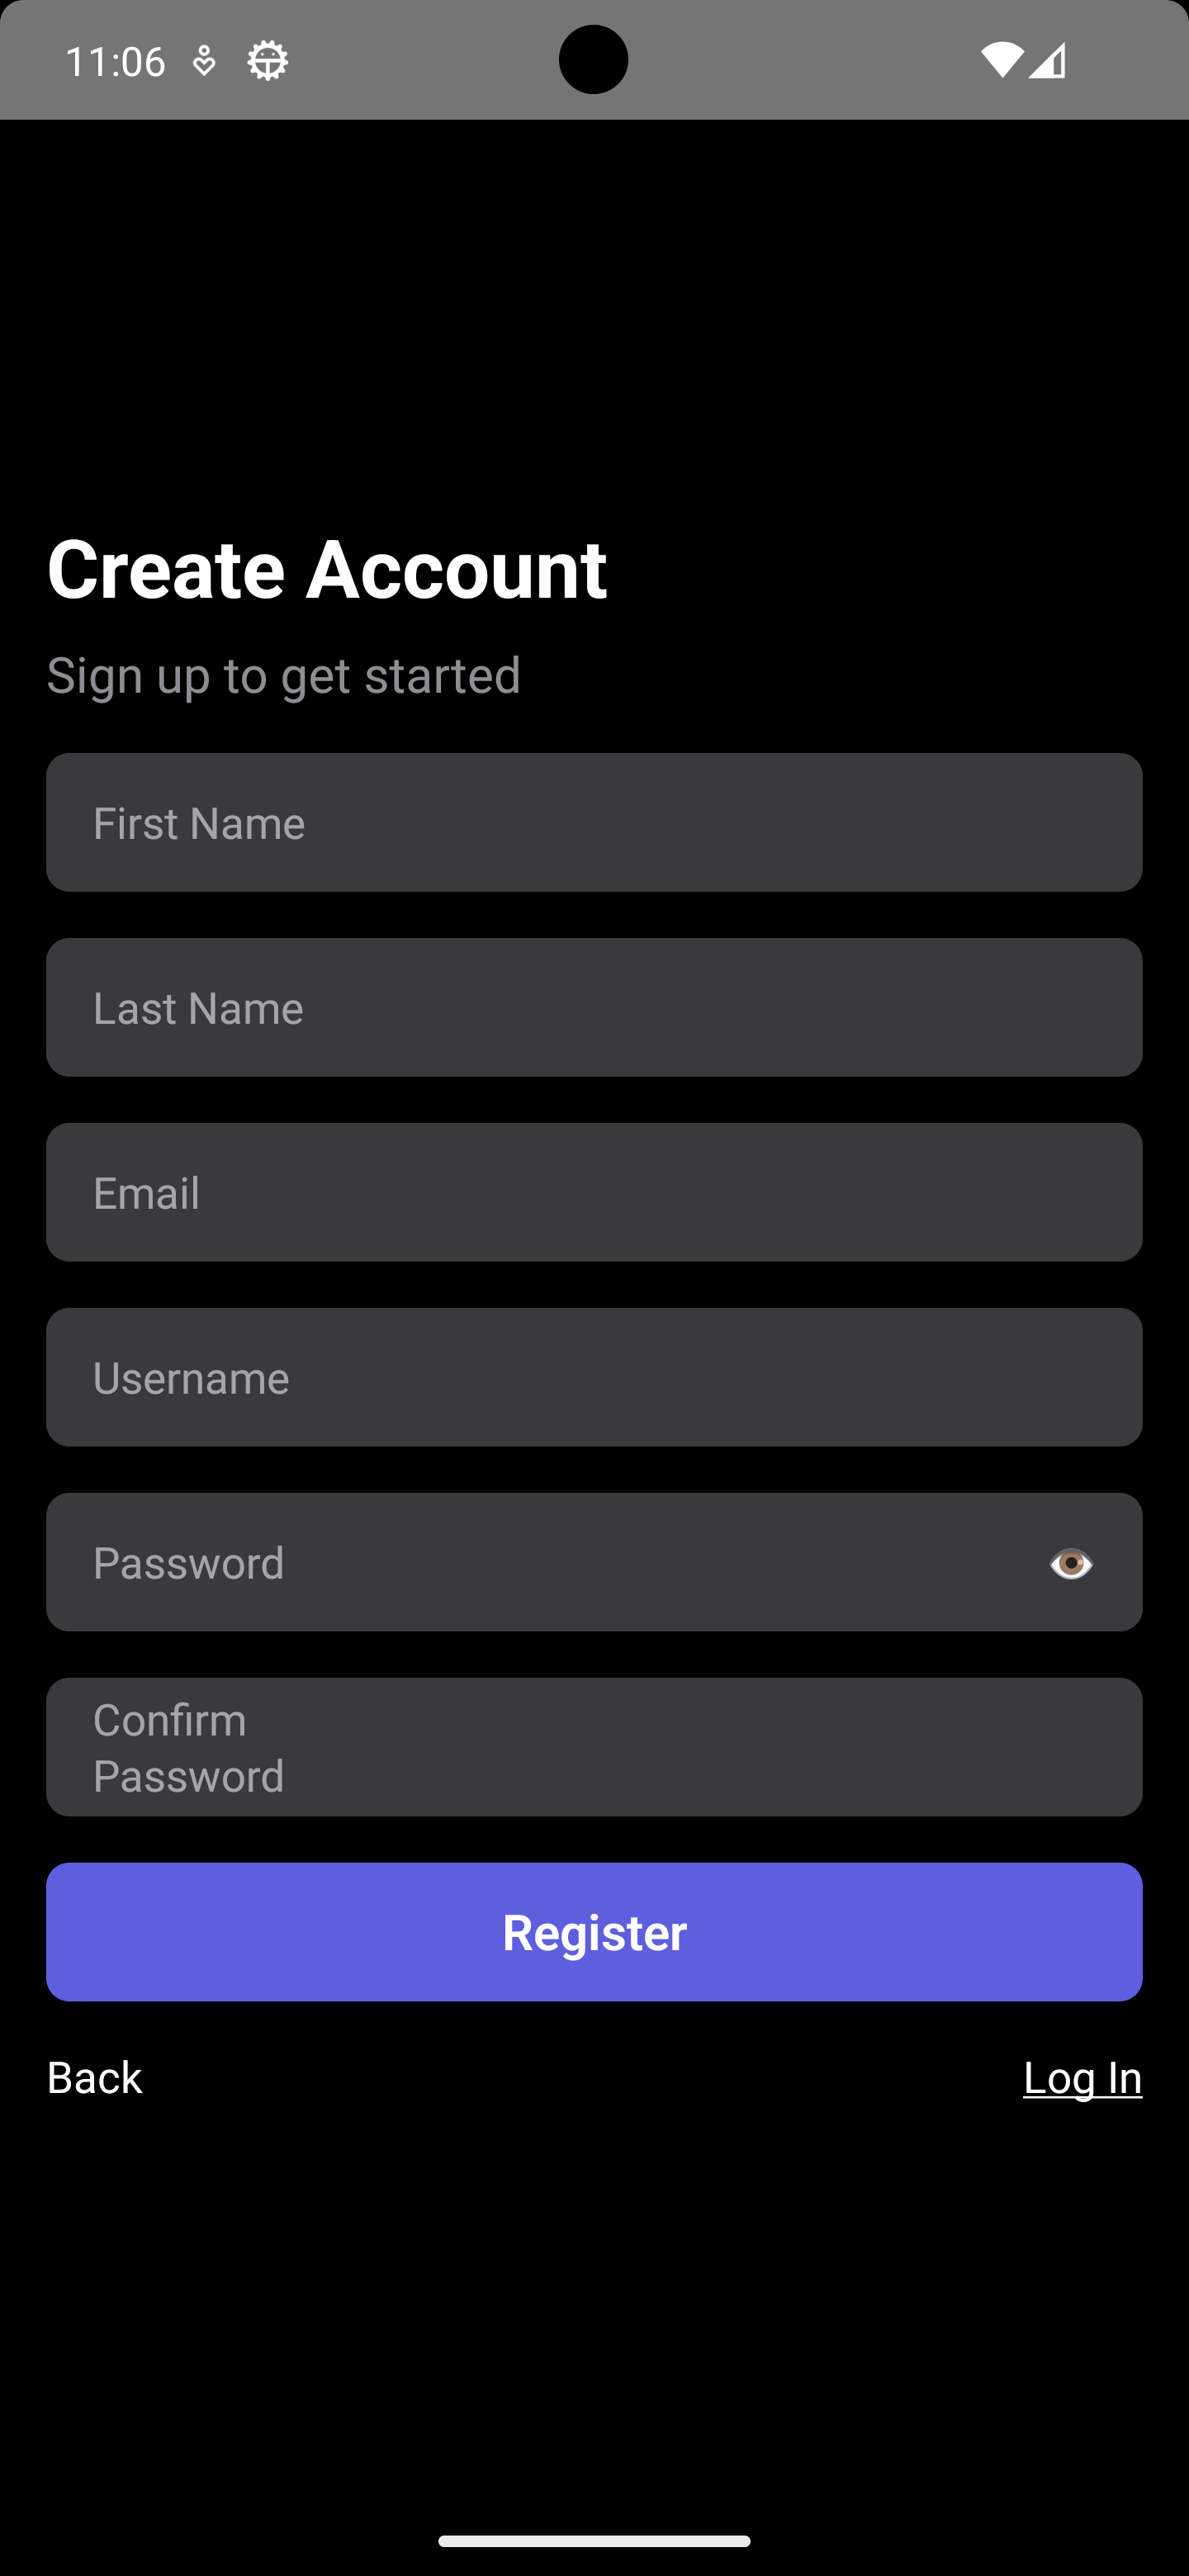 11:06
Create Account
Sign up to get started
First Name
Last Name
Email
Username
Password
Confirm
Password
Register
Back
Log In